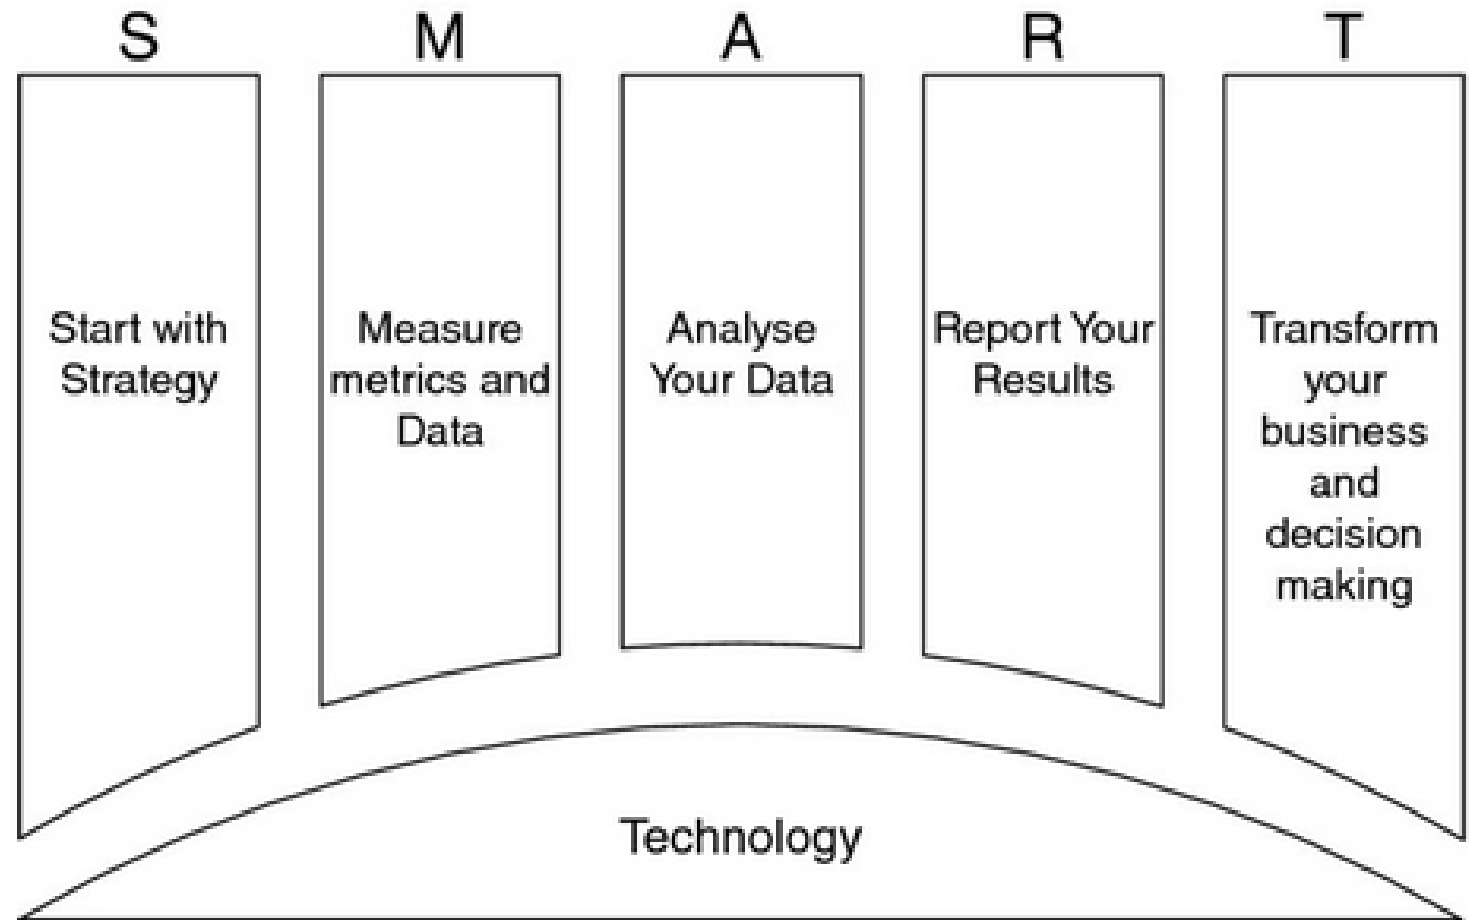 S M A R T
Start with
Strategy
Measure
metrics and
Data
Analyse
Your Data
Report Your
Results
Transform
your
business
and
decision
making
Technology